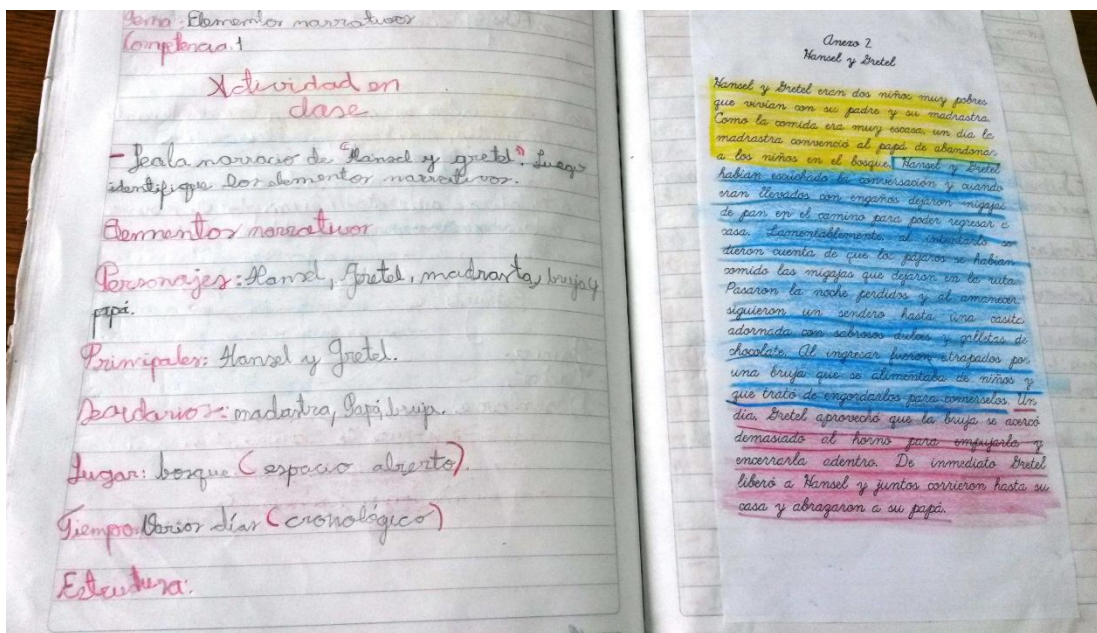 Tema: Elementos narrativos
Competencia.1
Actividad en
clase
- Lea la narracio de "Hansel y gretel". Luego
identifique los elementos narrativos.
Elementos narrativos
Personajes: Hansel, Gretel, madrasta, bruja y
papá.
Principales: Hansel y Gretel.
madastra, Papá, bruja.
Lugar: bosque (espacio abierto).
Tiempo: Varios días (cronológico)
Estructura:
Anexo 2
Hansel y Gretel
Hansel y Gretel eran dos niños muy pobres
que vivían con su padre y su madrastra.
Como la comida era muy escasa, un día la
madrastra convenció al papá de abandonar
a los niños en el bosque. Hansel y Gretel
habían escuchado la conversación y cuando
eran llevados con engaños dejaron migajas
de pan en el camino para poder regresar a
casa. Lamentablemente, al intentarlo se
dieron cuenta de que los pájaros se habían
comido las migajas que dejaron en la ruta.
Pasaron la noche perdidos y al amanecer
siguieron un sendero hasta una casita
adornada con sabrosos dulces y galletas de
chocolate. Al ingresar fueron atrapados por
una bruja que se alimentaba de niños y
que trató de engordarlos para comérselos. Un
día, Gretel aprovechó que la bruja se acercó
demasiado al horno para empujarla y
encerrarla adentro. De inmediato Gretel
liberó a Hansel y juntos corrieron hasta su
casa y abrazaron a su papá.